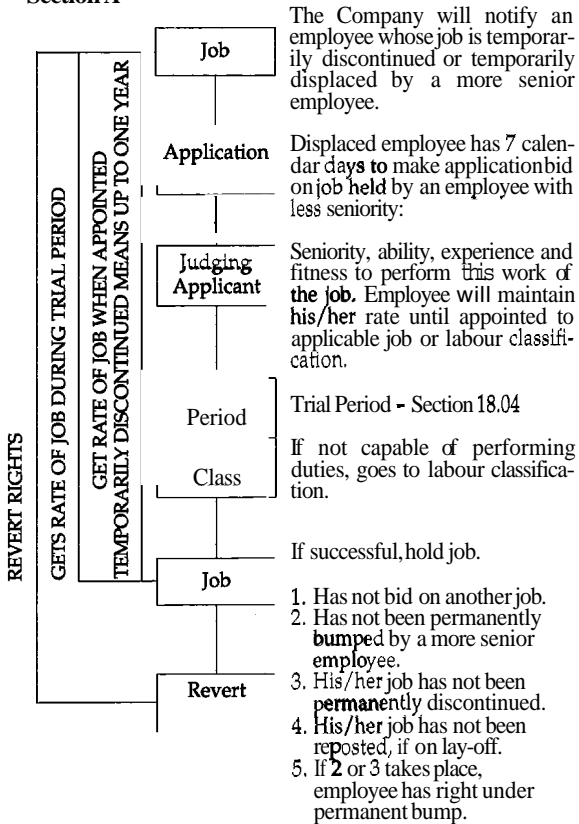 Section A
Job
The Company will notify an
employee whose job is temporar-
ily discontinued or temporarily
displaced by a more senior
employee.
Application
Displaced employee has 7 calen-
dar days to make application bid
on job held by an employee with
less seniority:
Judging
Applicant
Seniority, ability, experience and
fitness to perform this work of
the job. Employee will maintain
his/her rate until appointed to
applicable job or labour classifi-
cation.
Period
Trial Period - Section 18.04
Class
If not capable of performing
duties, goes to labour classifica-
tion.
If successful, hold job.
Job
1. Has not bid on another job.
2. Has not been permanently
bumped by a more senior
employee.
Revert
3. His/her job has not been
permanently discontinued.
4. His/her job has not been
reposted, if on lay-off.
5. If 2 or 3 takes place,
employee has right under
permanent bump.
REVERT RIGHTS
GETS RATE OF JOB DURING TRIAL PERIOD
GET RATE OF JOB WHEN APPOINTED
TEMPORARILY DISCONTINUED MEANS UP TO ONE YEAR